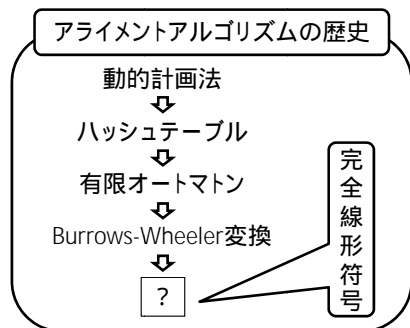 アライメントアルゴリズムの歴史
動的計画法
ハッシュテーブル
有限オートマトン
Burrows-Wheeler変換
?
完全線形符号